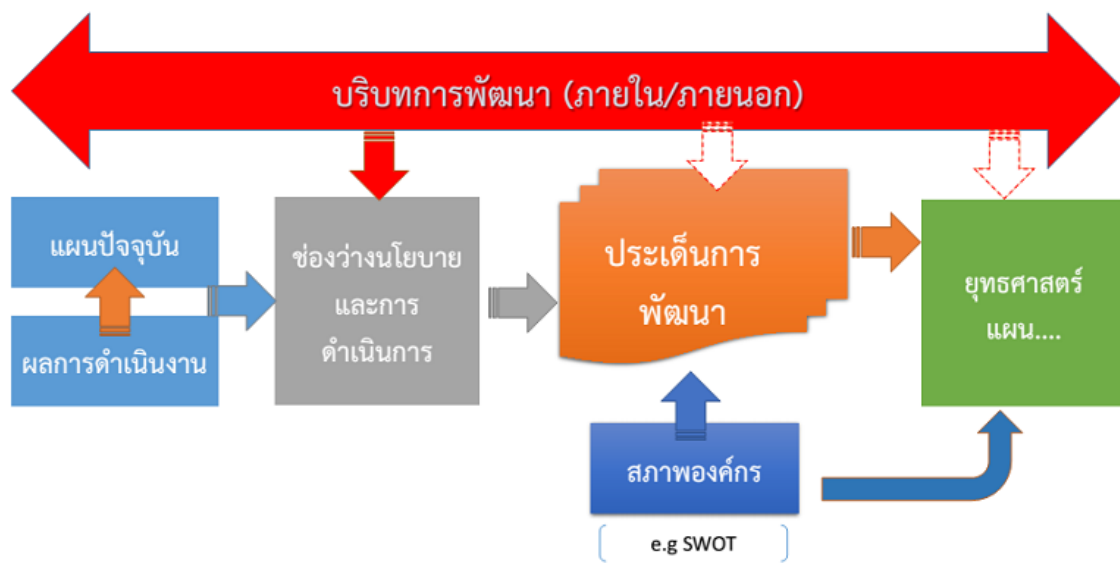 บริบทการพัฒนา (ภายใน/ภายนอก)
แผนปัจจุบัน
ผลการดำเนินงาน
ช่องว่างนโยบาย
และการ
ดำเนินการ
ประเด็นการ
พัฒนา
สภาพองค์กร
e.g SWOT
ยุทธศาสตร์
แผน....